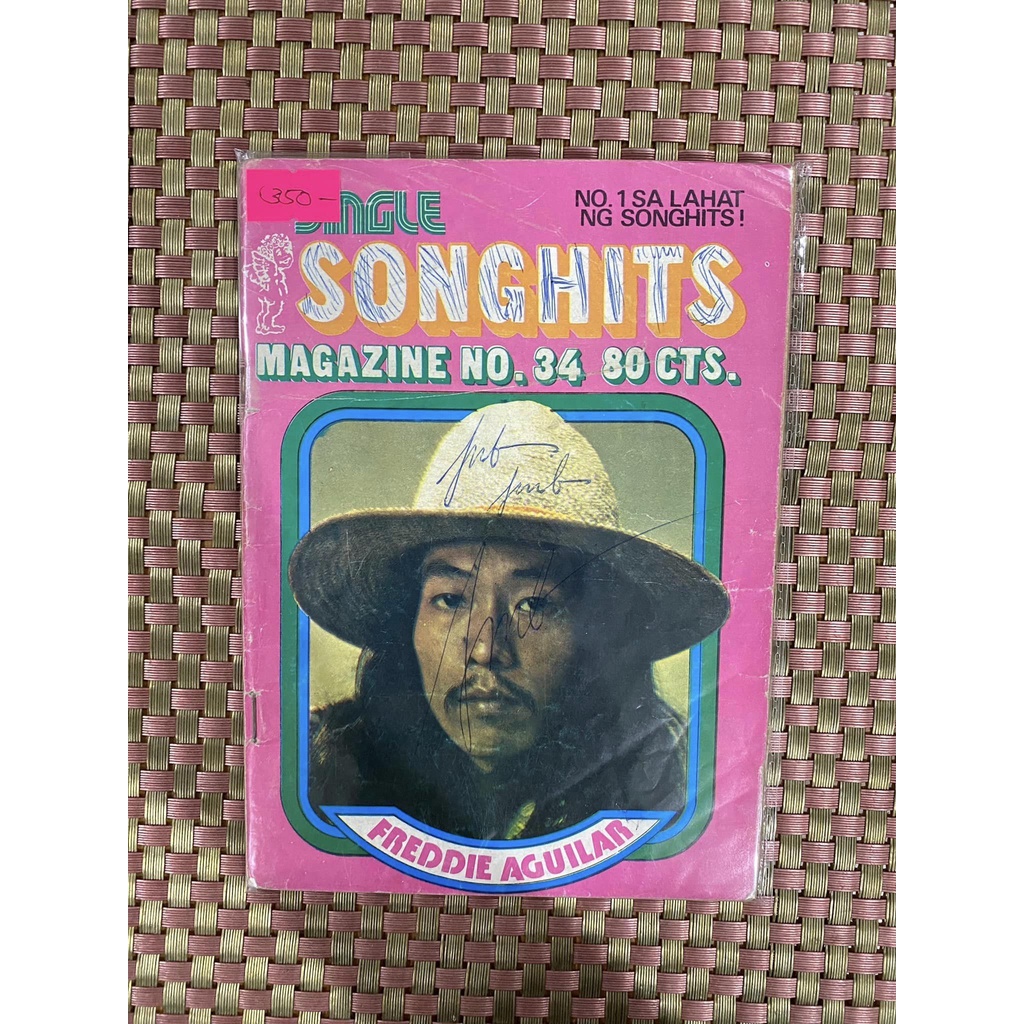 350-
JINGLE
NO. 1 SA LAHAT
NG SONGHITS!
SONGHITS
MAGAZINE NO. 34 80 CTS.
FREDDIE AGUILAR